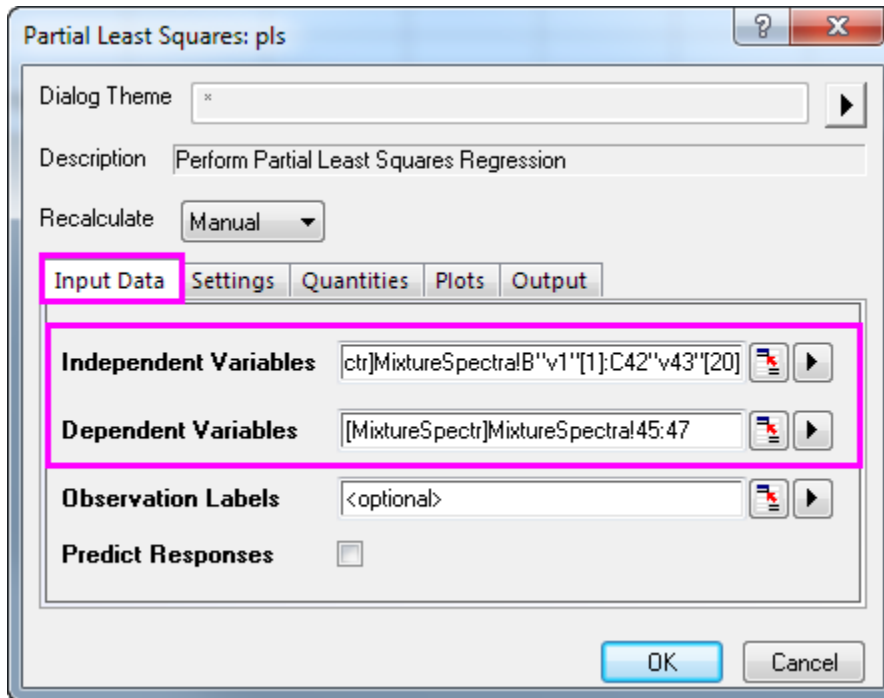 Partial Least Squares: pls
Dialog Theme *
Description Perform Partial Least Squares Regression
Recalculate Manual
Input Data Settings Quantities Plots Output
Independent Variables ctr]MixtureSpectra!B"v1"[1]:C42"v43"[20]
Dependent Variables [MixtureSpectr]MixtureSpectra!45:47
Observation Labels <optional>
Predict Responses
OK Cancel